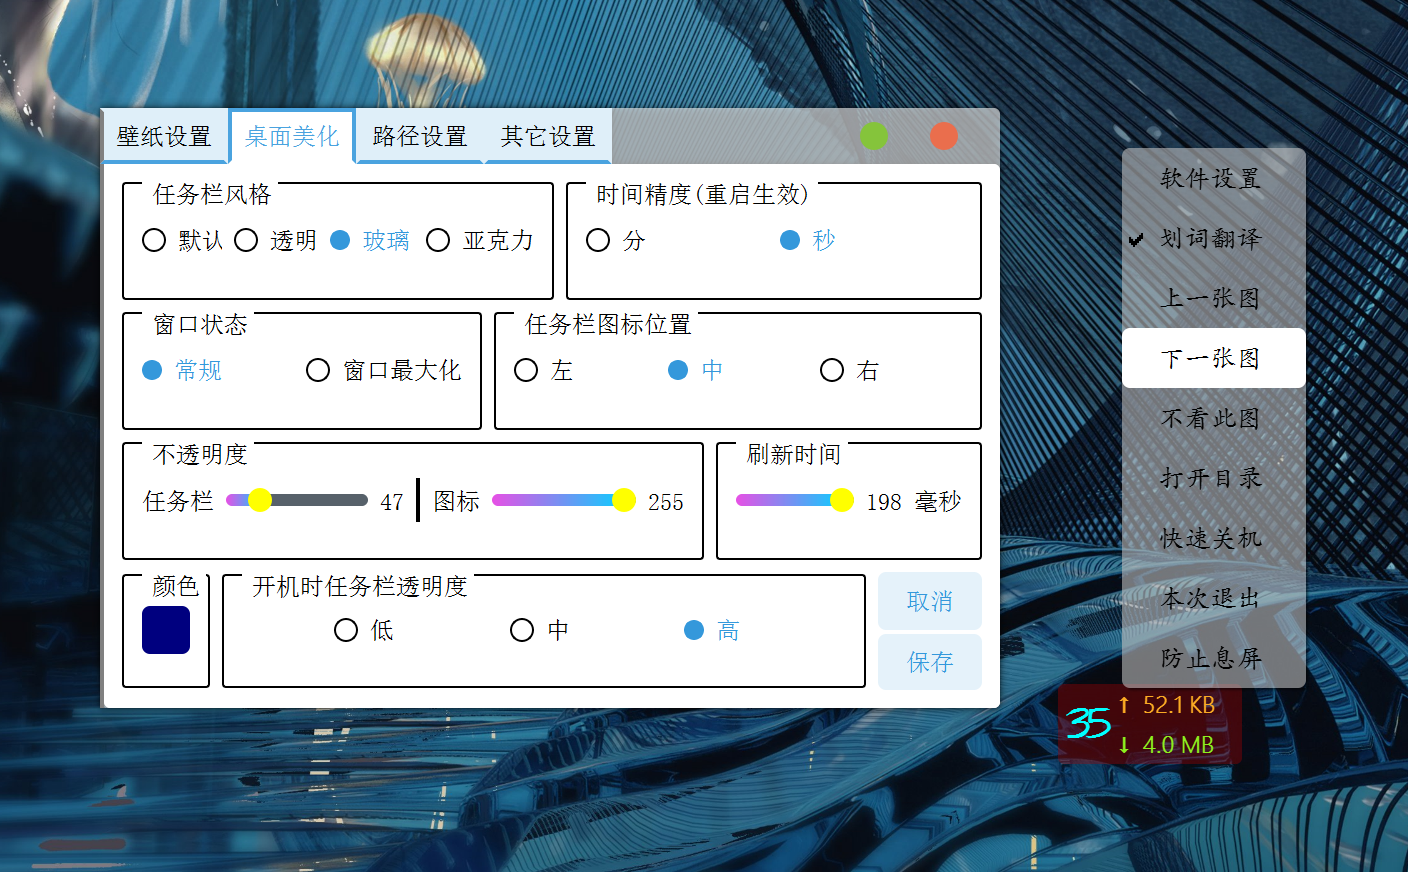 壁纸设置 桌面美化 路径设置 其它设置
任务栏风格
默认 透明 玻璃 亚克力
时间精度(重启生效)
分 秒
窗口状态
常规 窗口最大化
任务栏图标位置
左 中 右
不透明度
任务栏 47 图标 255
刷新时间
198 毫秒
颜色
开机时任务栏透明度
低 中 高
取消
保存
软件设置
划词翻译
上一张图
下一张图
不看此图
打开目录
快速关机
本次退出
防止息屏
35
↑ 52.1 KB
↓ 4.0 MB